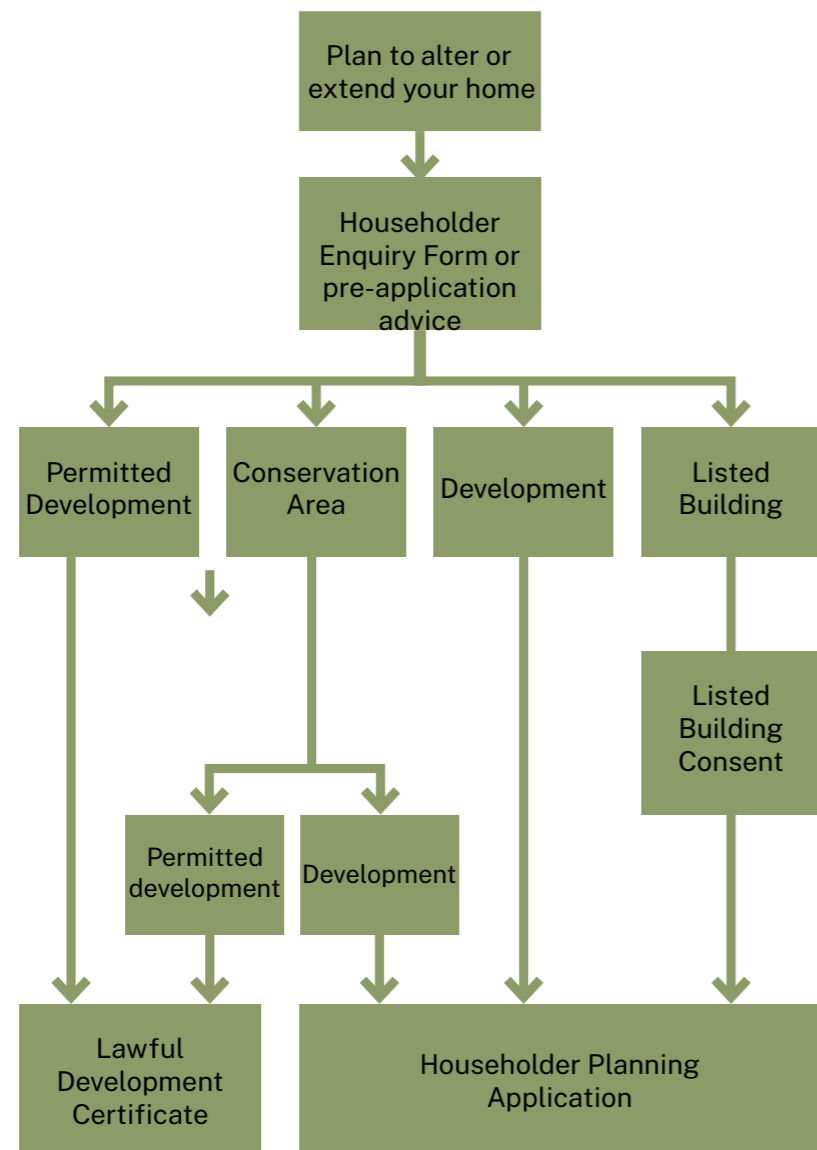 Plan to alter or
extend your home
Householder
Enquiry Form or
pre-application
advice
Permitted
Development
Conservation
Area
Development
Listed
Building
Listed
Building
Consent
Permitted
development
Development
Lawful
Development
Certificate
Householder Planning
Application